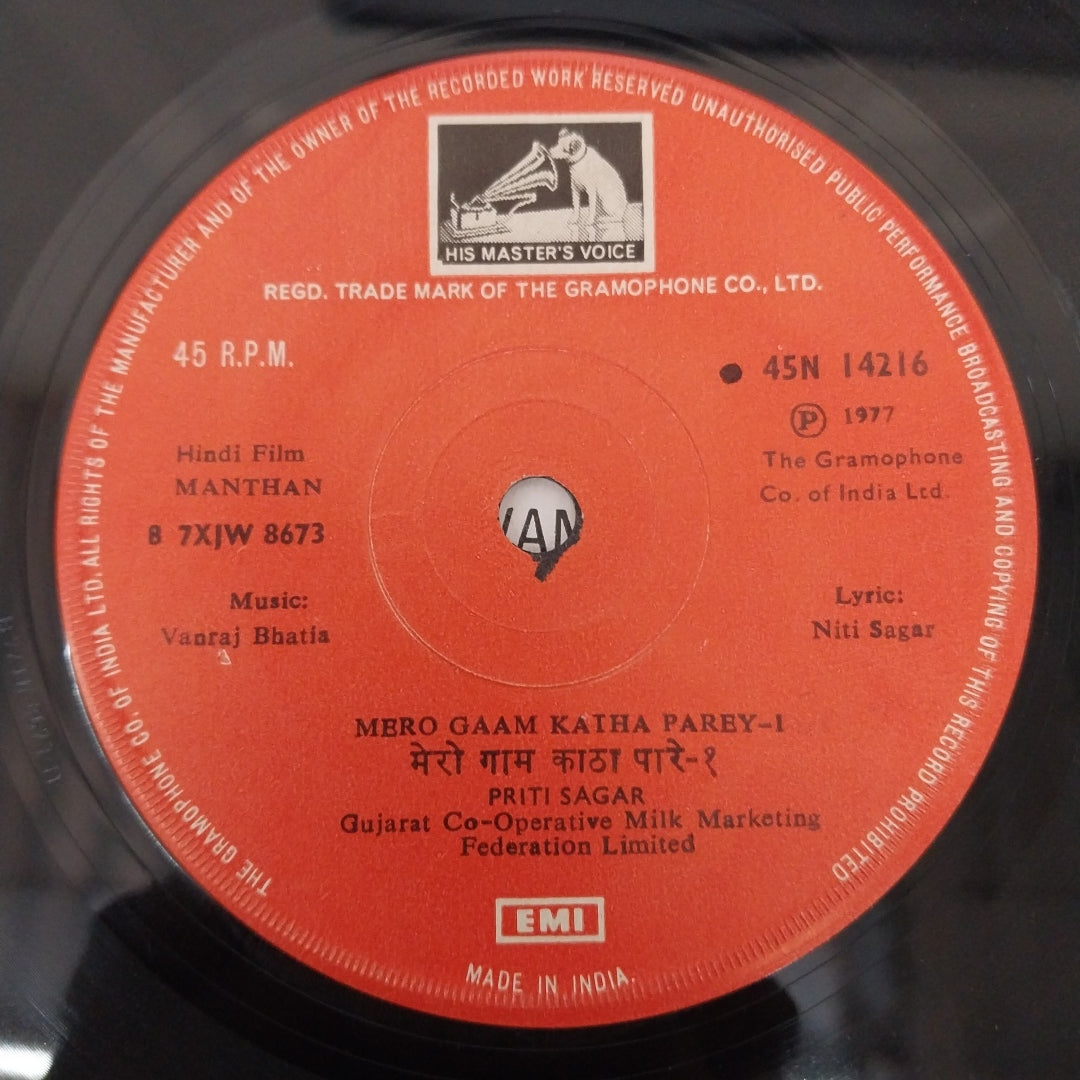 THE GRAMOPHONE CO. OF INDIA LTD. ALL RIGHTS OF THE MANUFACTURER AND OF THE OWNER OF THE RECORDED WORK RESERVED UNAUTHORISED PUBLIC PERFORMANCE BROADCASTING AND COPYING OF THIS RECORD PROHIBITED
HIS MASTER'S VOICE
REGD. TRADE MARK OF THE GRAMOPHONE CO., LTD.
45 R.P.M.
● 45N 14216
Ⓟ 1977
Hindi Film
MANTHAN
The Gramophone
Co. of India Ltd.
8 7XJW 8673
Music:
Vanraj Bhatia
Lyric:
Niti Sagar
MERO GAAM KATHA PAREY-1
मेरो गाम काठा पारे-१
PRITI SAGAR
Gujarat Co-Operative Milk Marketing
Federation Limited
EMI
MADE IN INDIA.